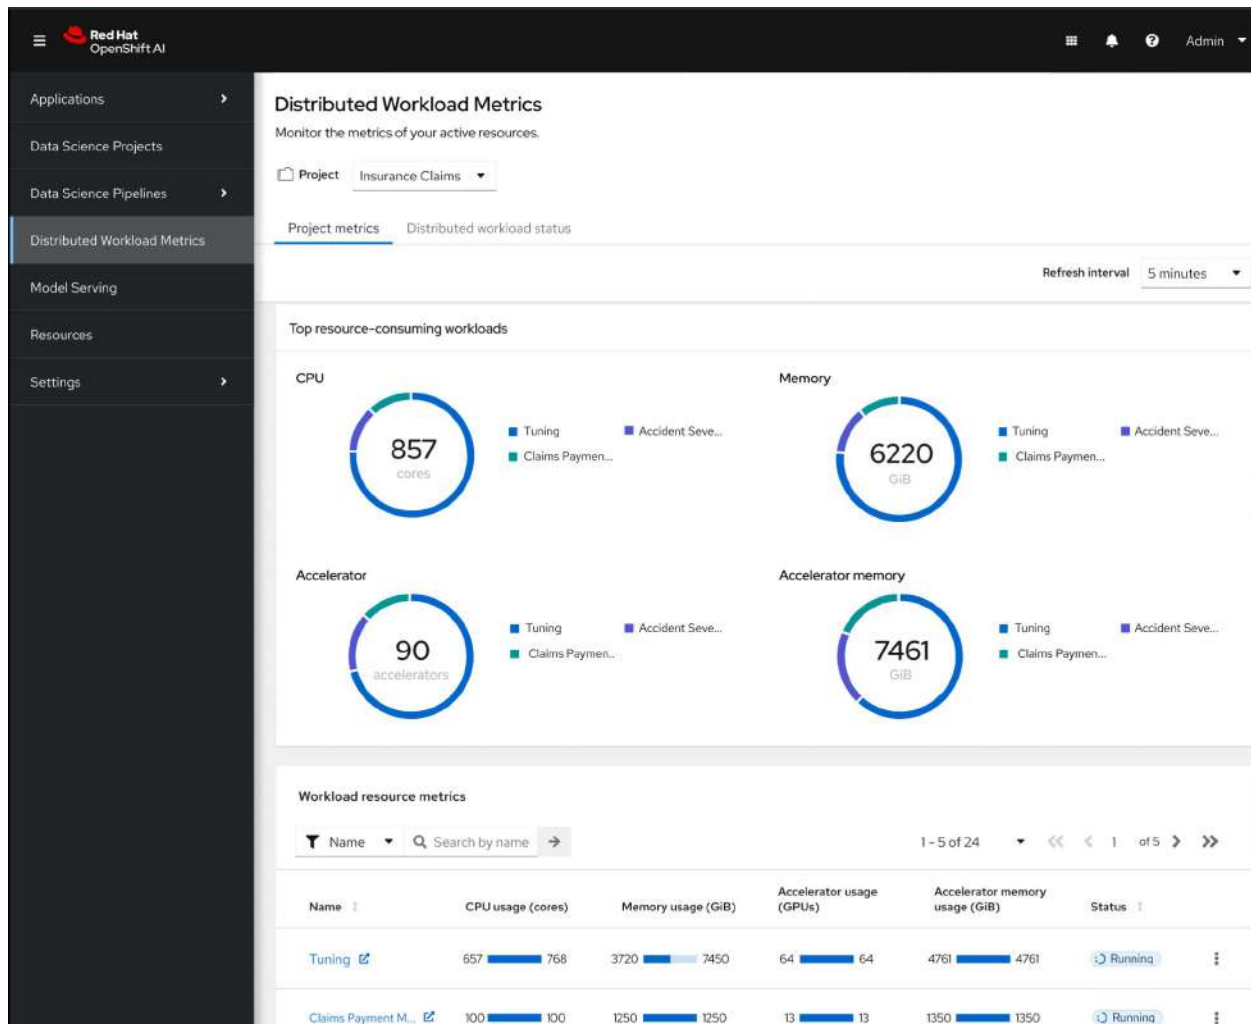 Red Hat
OpenShift AI
Admin
Applications
Data Science Projects
Data Science Pipelines
Distributed Workload Metrics
Model Serving
Resources
Settings
Distributed Workload Metrics
Monitor the metrics of your active resources.
Project Insurance Claims
Project metrics Distributed workload status
Refresh interval 5 minutes
Top resource-consuming workloads
CPU
857
cores
Tuning Accident Seve...
Claims Paymen...
Memory
6220
GiB
Tuning Accident Seve...
Claims Paymen...
Accelerator
90
accelerators
Tuning Accident Seve...
Claims Paymen..
Accelerator memory
7461
GiB
Tuning Accident Seve...
Claims Paymen...
Workload resource metrics
Name Search by name 1 - 5 of 24 1 of 5
Name CPU usage (cores) Memory usage (GiB) Accelerator usage (GPUs) Accelerator memory usage (GiB) Status
Tuning 657 768 3720 7450 64 64 4761 4761 Running
Claims Payment M... 100 100 1250 1250 13 13 1350 1350 Running